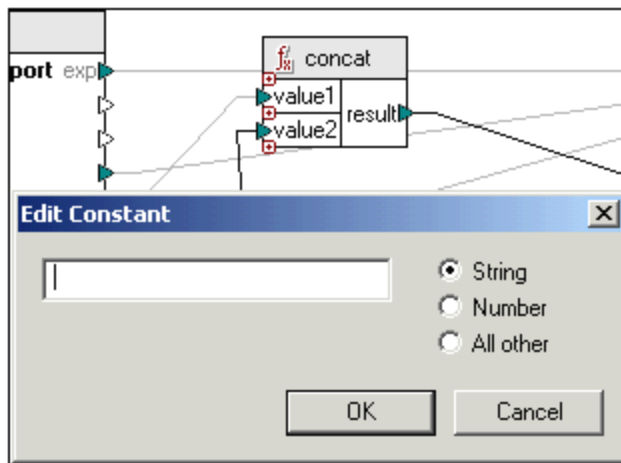 concat
port exp
value1
result
value2
Edit Constant
String
Number
All other
OK
Cancel